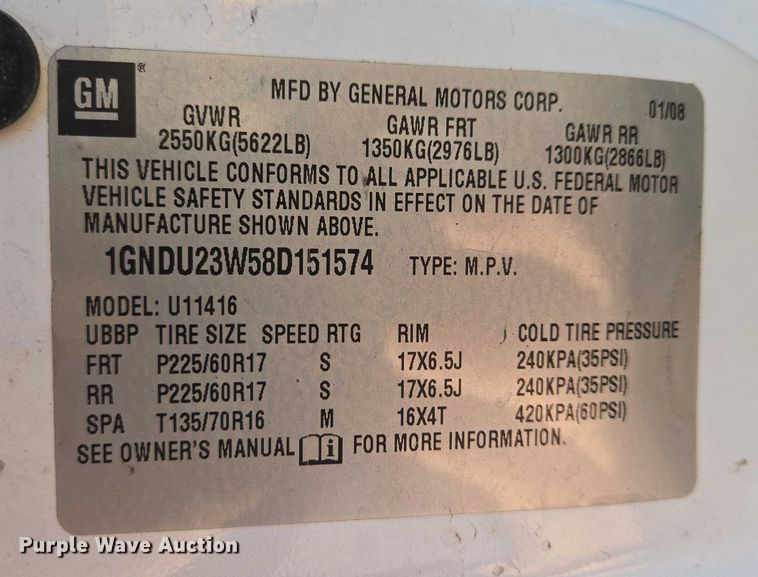 GM ®
MFD BY GENERAL MOTORS CORP. 01/08
GVWR GAWR FRT GAWR RR
2550KG(5622LB) 1350KG(2976LB) 1300KG(2866LB)
THIS VEHICLE CONFORMS TO ALL APPLICABLE U.S. FEDERAL MOTOR
VEHICLE SAFETY STANDARDS IN EFFECT ON THE DATE OF
MANUFACTURE SHOWN ABOVE.
1GNDU23W58D151574 TYPE: M.P.V.
MODEL: U11416
UBBP TIRE SIZE SPEED RTG RIM COLD TIRE PRESSURE
FRT P225/60R17 S 17X6.5J 240KPA(35PSI)
RR P225/60R17 S 17X6.5J 240KPA(35PSI)
SPA T135/70R16 M 16X4T 420KPA(60PSI)
SEE OWNER'S MANUAL i FOR MORE INFORMATION.
Purple Wave Auction